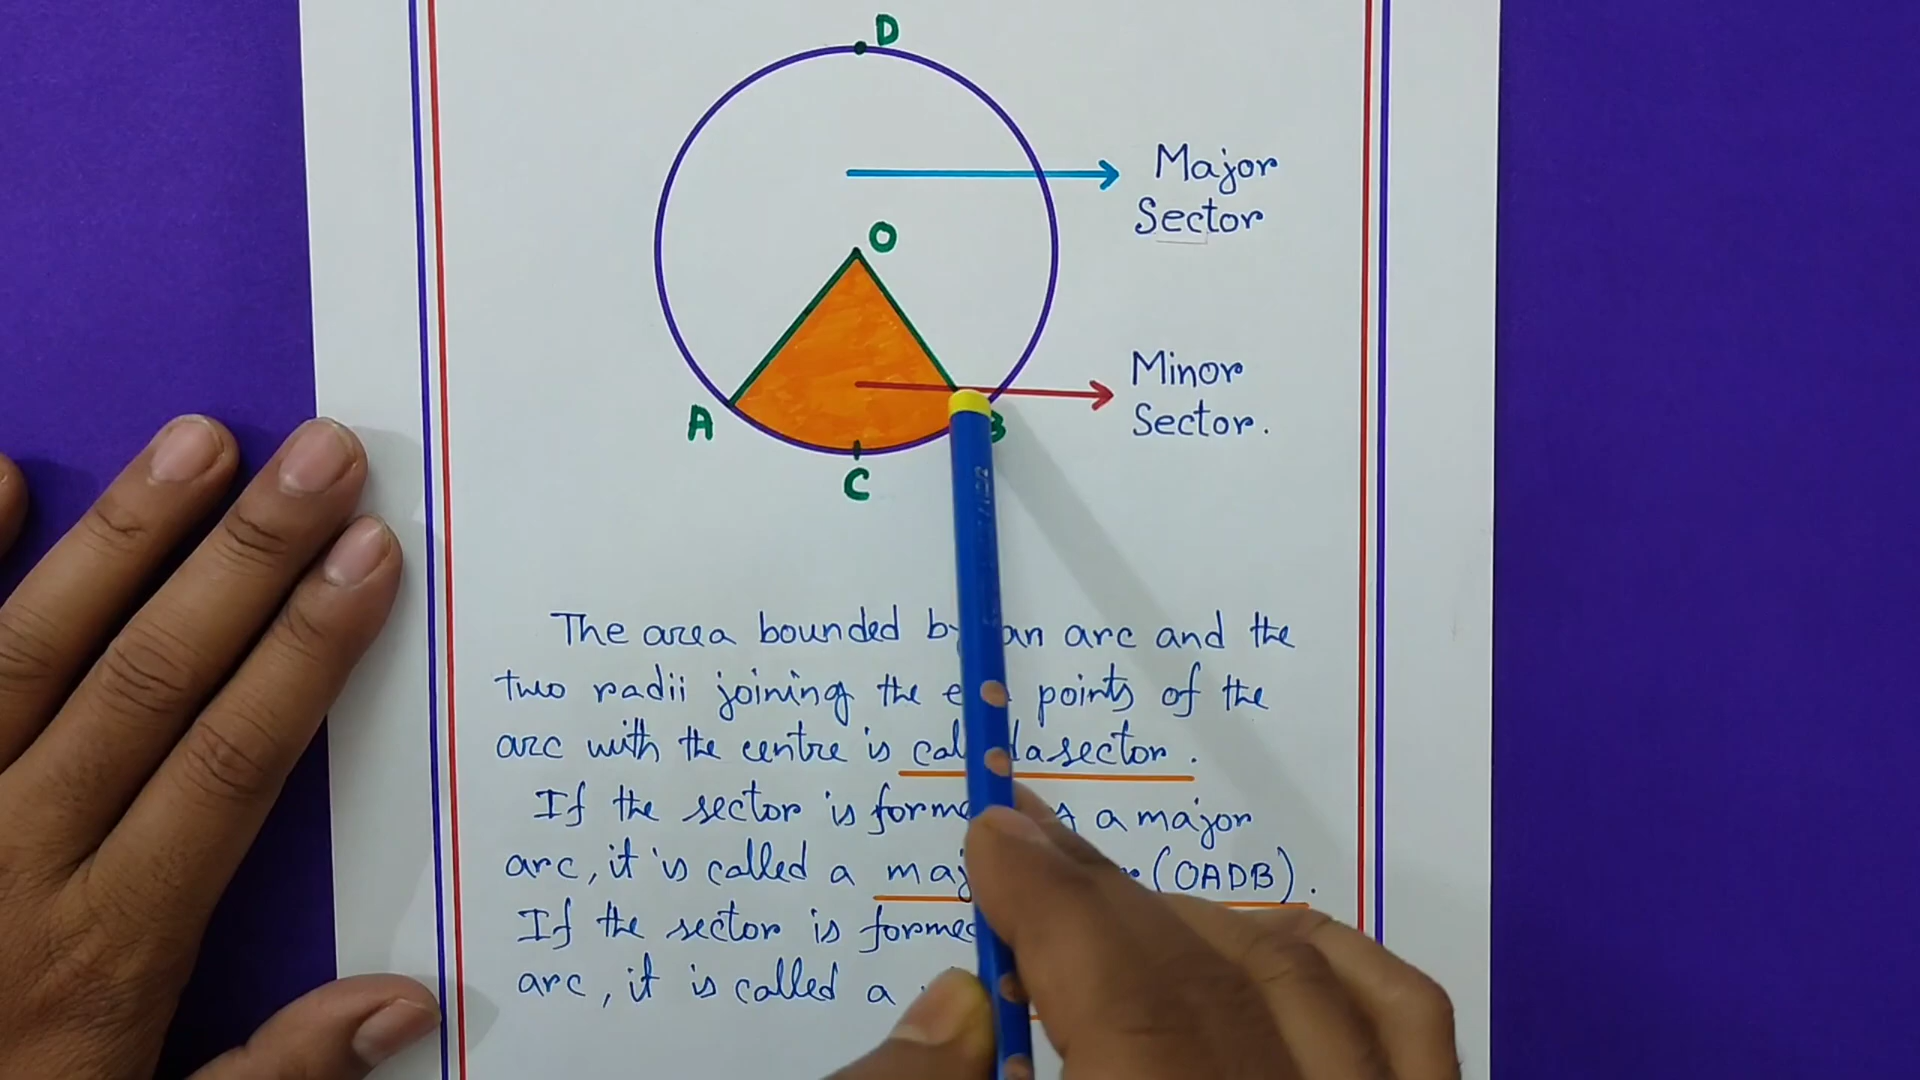 D
Major
Sector
O
Minor
Sector.
A
B
C
The area bounded by an arc and the
two radii joining the points of the
arc with the centre is called a sector.
If the sector is a major
arc, it is called a (OADB).
If the sector is formed
arc, it is called a